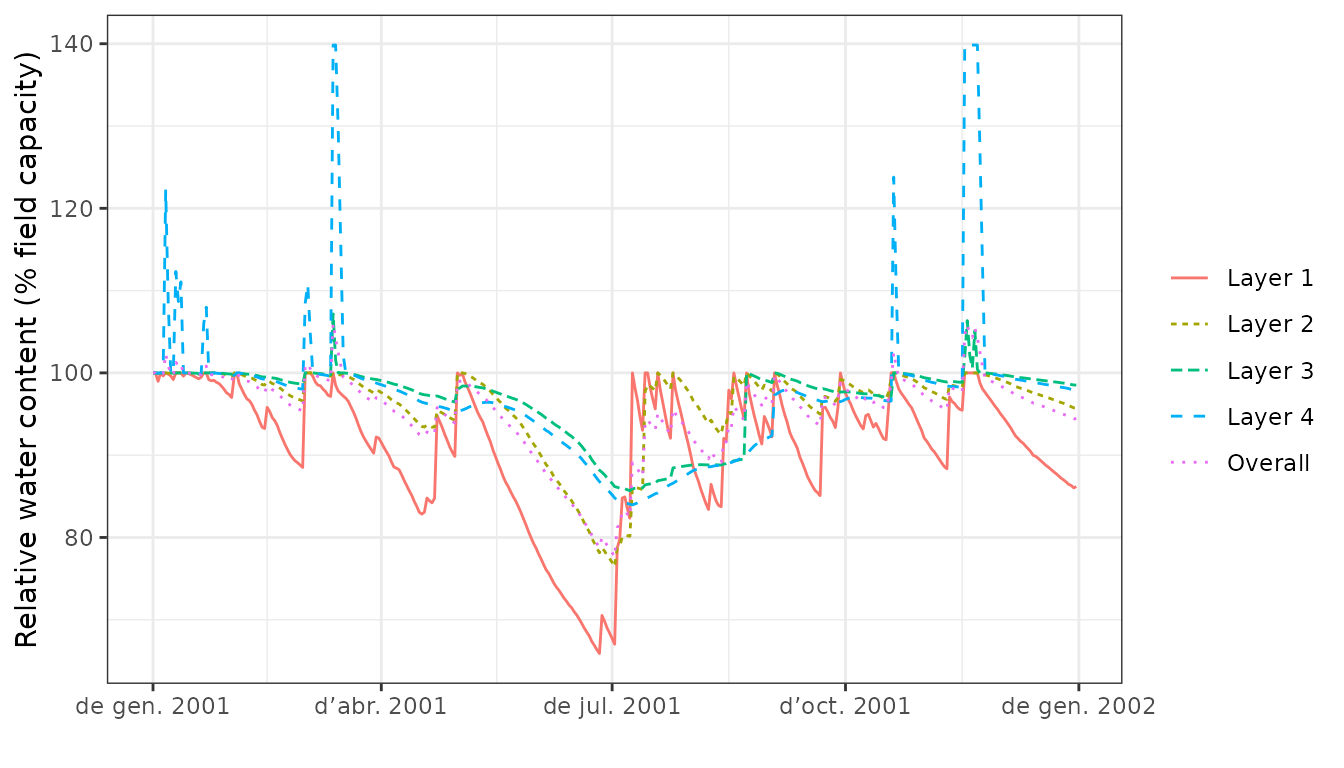 Relative water content (% field capacity)
140
120
100
80
de gen. 2001
d’abr. 2001
de jul. 2001
d’oct. 2001
de gen. 2002
Layer 1
Layer 2
Layer 3
Layer 4
Overall